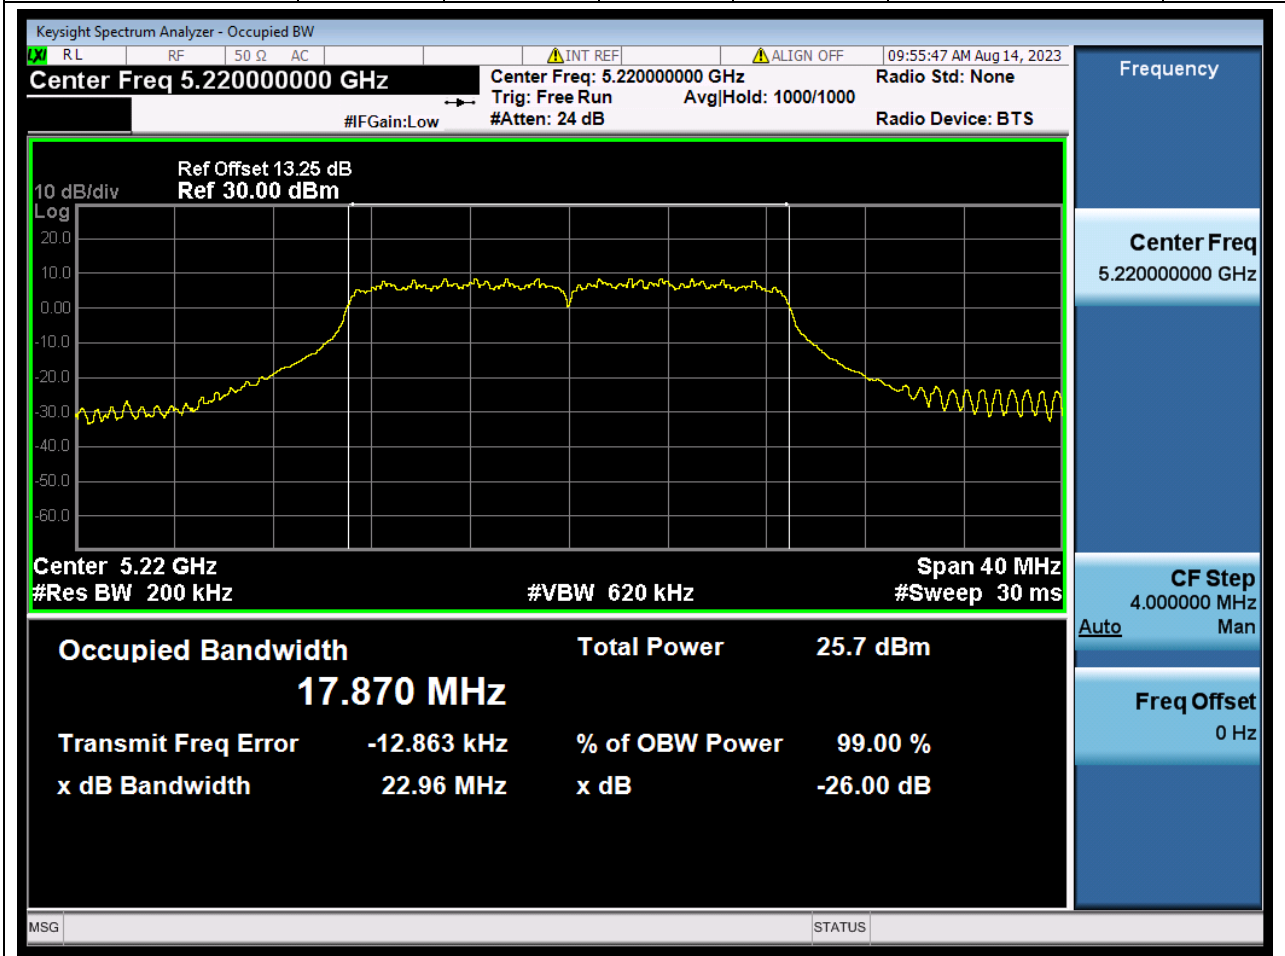 Keysight Spectrum Analyzer - Occupied BW
LXI RL RF 50 Ω AC INT REF ALIGN OFF 09:55:47 AM Aug 14, 2023
Center Freq 5.220000000 GHz
Center Freq: 5.220000000 GHz
Radio Std: None
Trig: Free Run Avg|Hold: 1000/1000
#IFGain:Low
#Atten: 24 dB
Radio Device: BTS
Ref Offset 13.25 dB
10 dB/div Ref 30.00 dBm
Log
20.0
10.0
0.00
-10.0
-20.0
-30.0
-40.0
-50.0
-60.0
Center 5.22 GHz Span 40 MHz
#Res BW 200 kHz #VBW 620 kHz #Sweep 30 ms
Occupied Bandwidth Total Power 25.7 dBm
17.870 MHz
Transmit Freq Error -12.863 kHz % of OBW Power 99.00 %
x dB Bandwidth 22.96 MHz x dB -26.00 dB
MSG STATUS
Frequency
Center Freq
5.220000000 GHz
CF Step
4.000000 MHz
Auto Man
Freq Offset
0 Hz